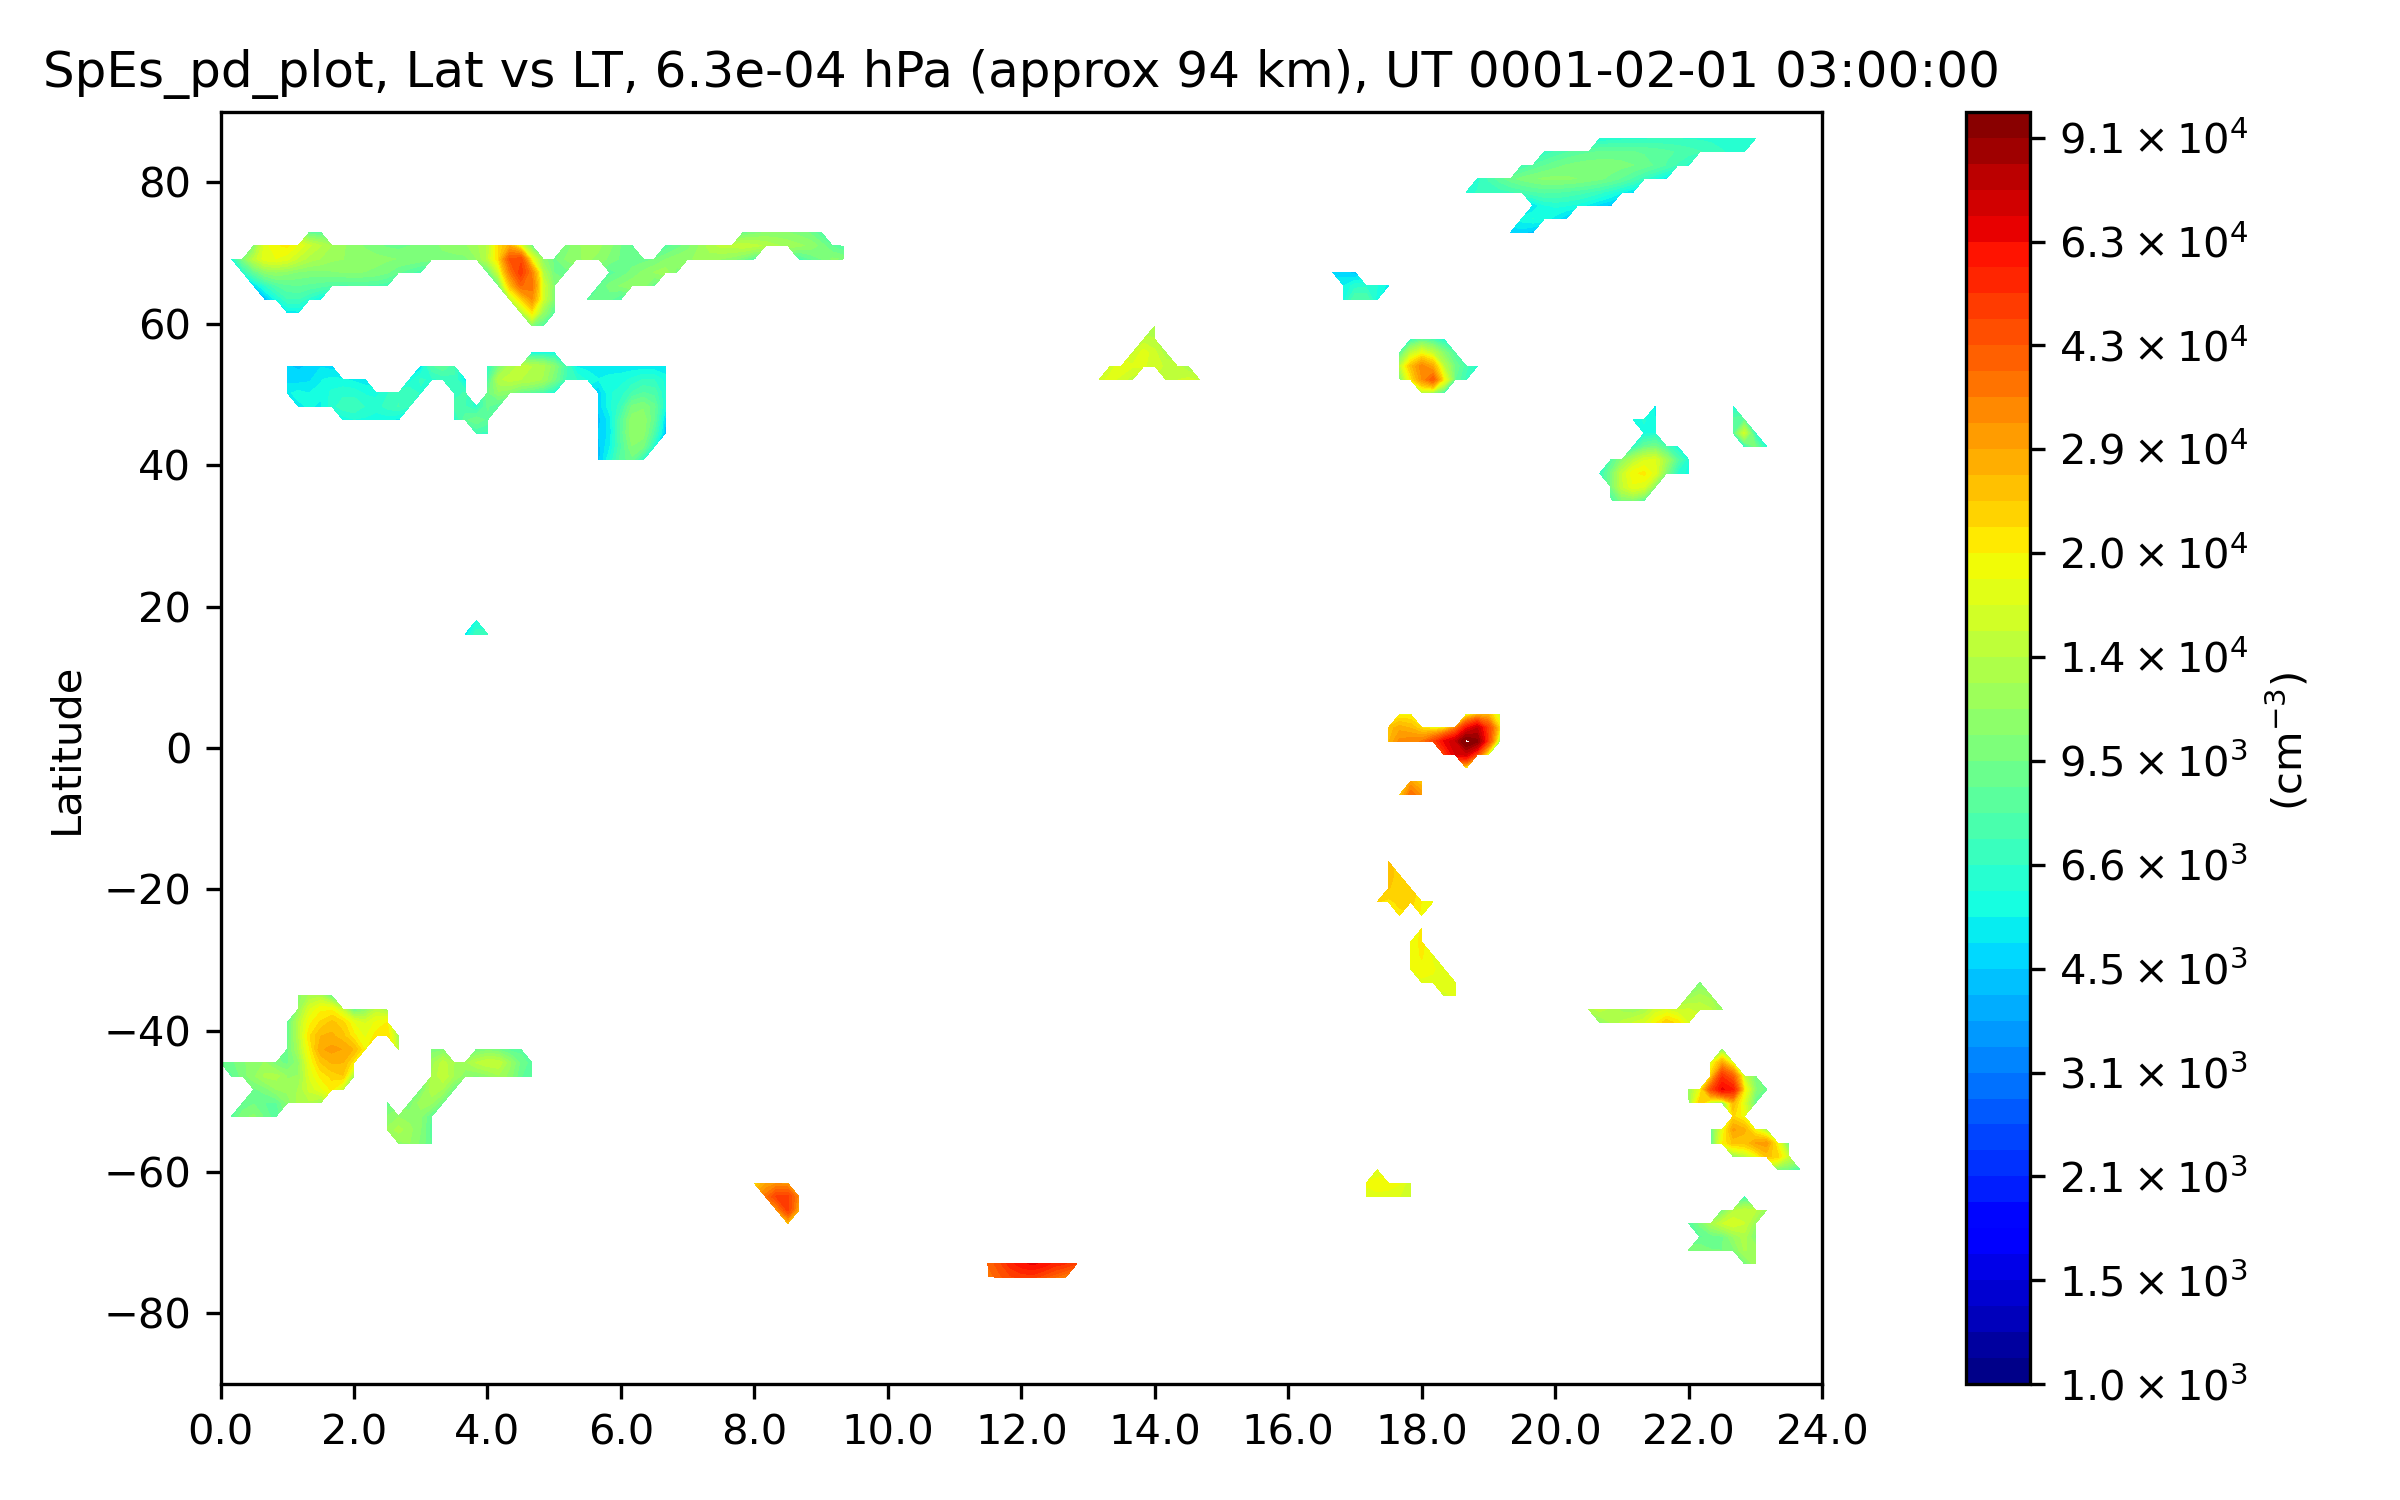 SpEs_pd_plot, Lat vs LT, 6.3e-04 hPa (approx 94 km), UT 0001-02-01 03:00:00
Latitude
80
60
40
20
0
−20
−40
−60
−80
0.0 2.0 4.0 6.0 8.0 10.0 12.0 14.0 16.0 18.0 20.0 22.0 24.0
9.1 × 10⁴
6.3 × 10⁴
4.3 × 10⁴
2.9 × 10⁴
2.0 × 10⁴
1.4 × 10⁴
9.5 × 10³
6.6 × 10³
4.5 × 10³
3.1 × 10³
2.1 × 10³
1.5 × 10³
1.0 × 10³
(cm⁻³)